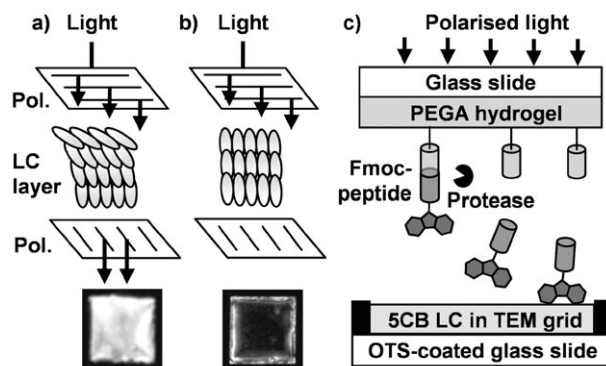 a) Light
b) Light
c) Polarised light
Pol.
LC
layer
Pol.
Glass slide
PEGA hydrogel
Fmoc-
peptide
Protease
5CB LC in TEM grid
OTS-coated glass slide